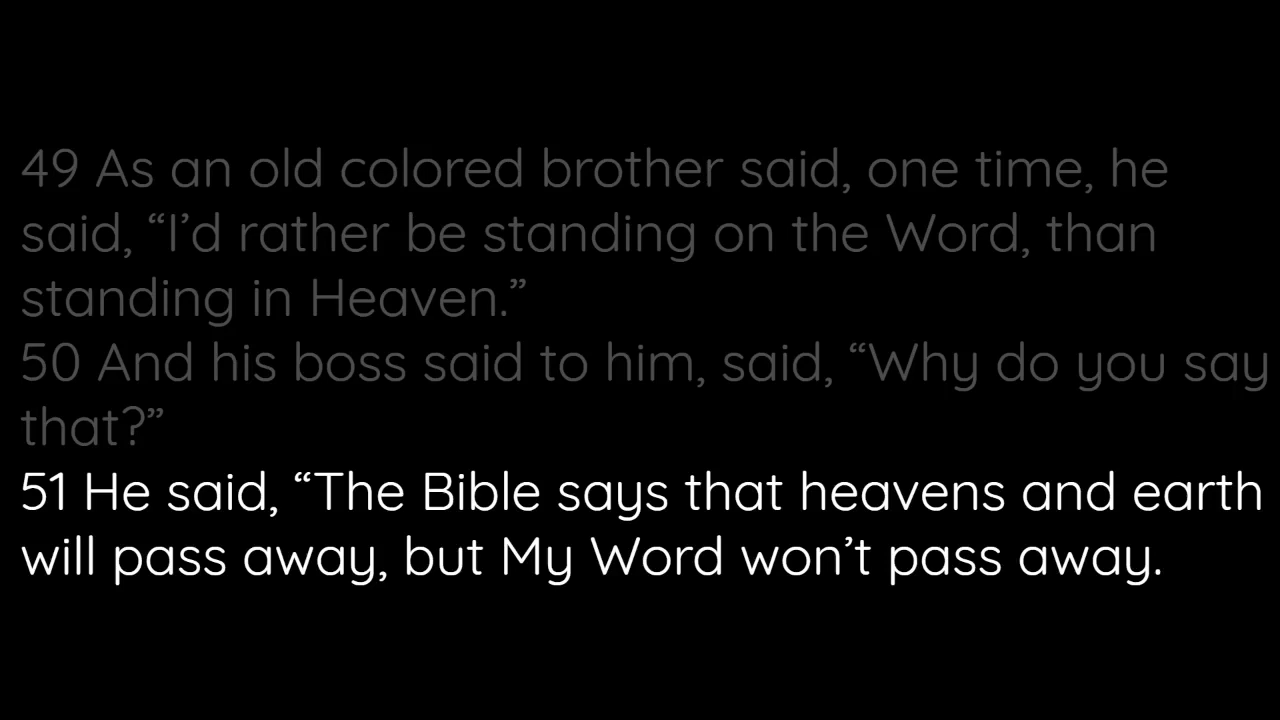 49 As an old colored brother said, one time, he
said, “I’d rather be standing on the Word, than
standing in Heaven.”
50 And his boss said to him, said, “Why do you say
that?”
51 He said, “The Bible says that heavens and earth
will pass away, but My Word won’t pass away.